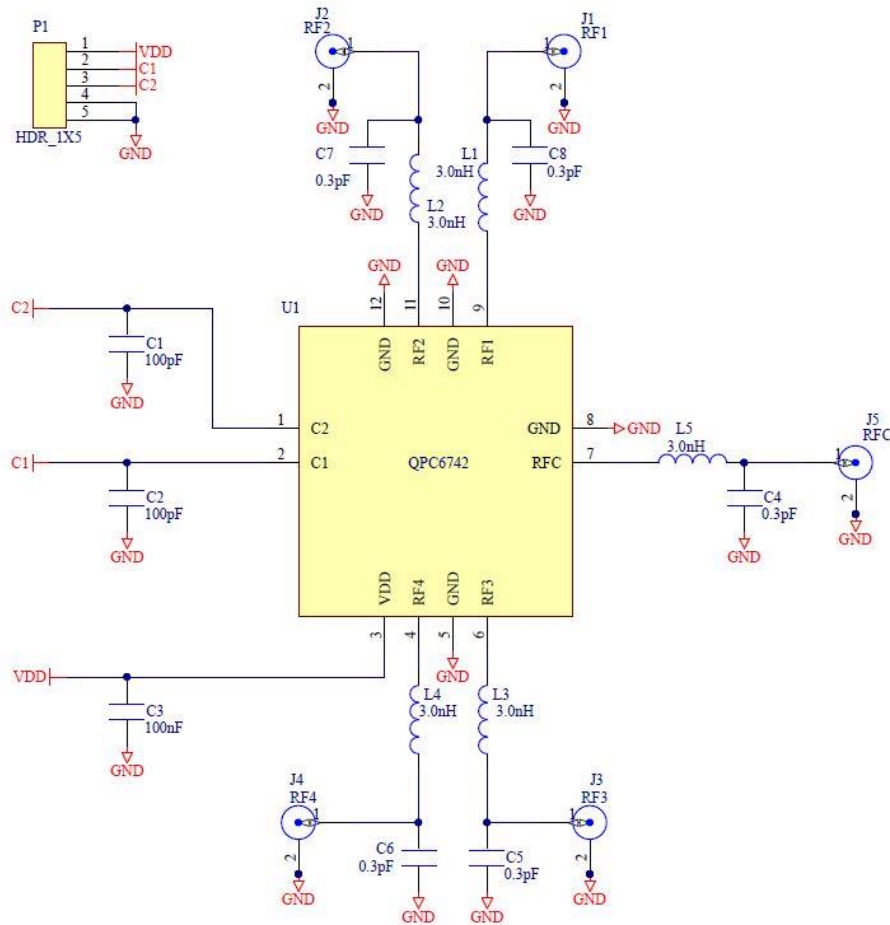 P1
1 VDD
2 C1
3 C2
4
5
HDR_1X5
GND
J2
RF2
1
2
GND
J1
RF1
1
2
GND
C7
0.3pF
GND
L2
3.0nH
L1
3.0nH
C8
0.3pF
GND
GND
GND
12
11
10
9
U1
GND
RF2
GND
RF1
C2
C1
100pF
GND
1
C2
GND
8
GND
C1
C2
100pF
GND
2
C1
QPC6742
RFC
7
L5
3.0nH
C4
0.3pF
GND
J5
RFC
1
2
GND
VDD
RF4
GND
RF3
3
4
5
6
GND
VDD
C3
100nF
GND
L4
3.0nH
L3
3.0nH
J4
RF4
1
2
GND
C6
0.3pF
GND
C5
0.3pF
GND
J3
RF3
1
2
GND